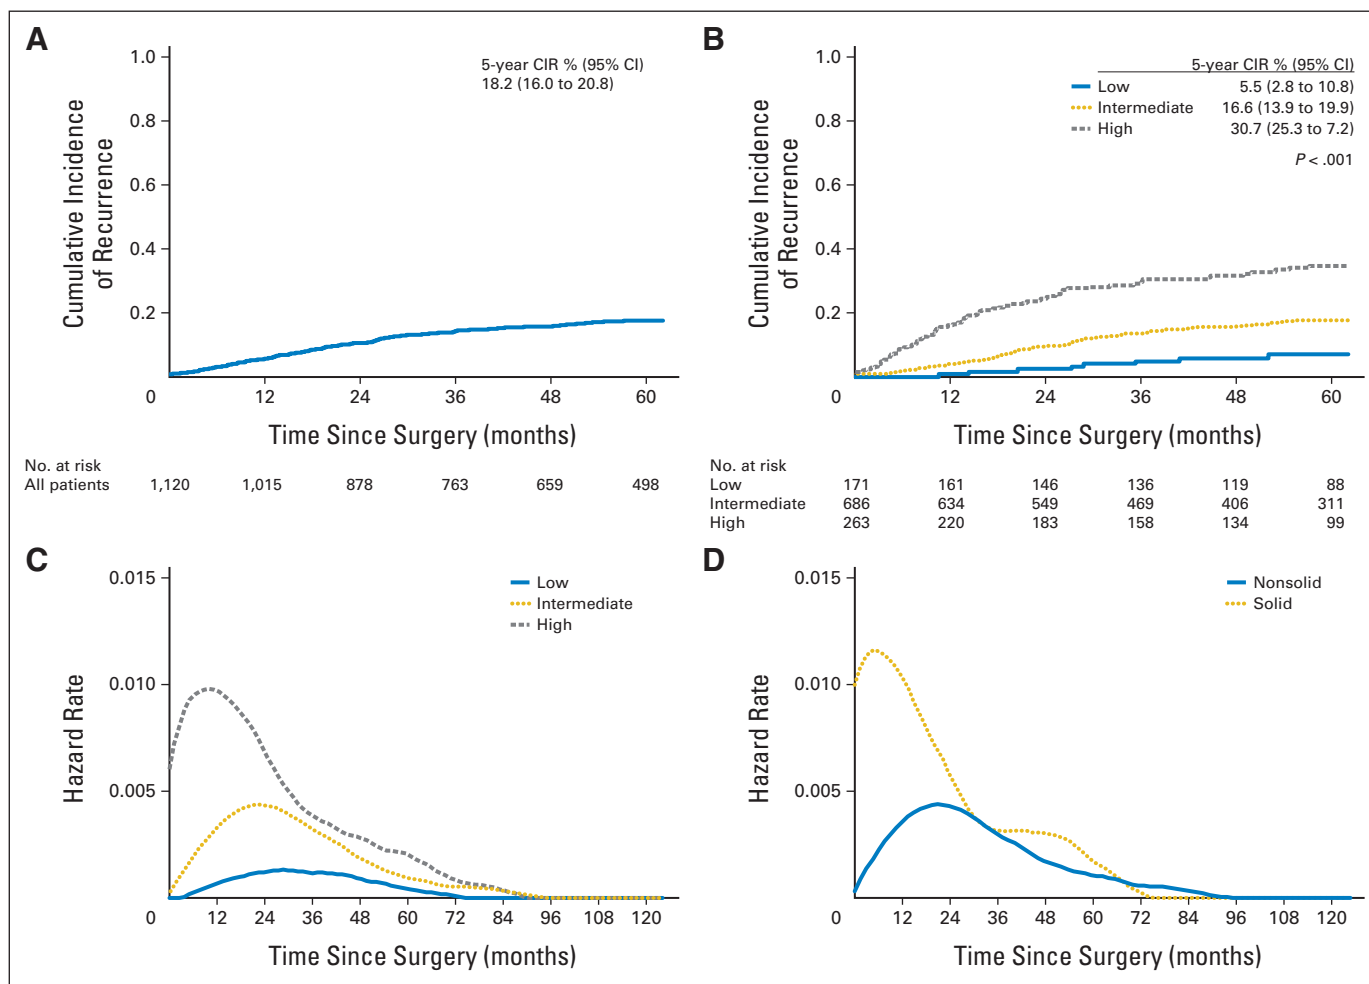 A
1.0
0.8
0.6
0.4
0.2
0
12
24
36
48
60
Cumulative Incidence
of Recurrence
Time Since Surgery (months)
5-year CIR % (95% CI)
18.2 (16.0 to 20.8)
No. at risk
All patients 1,120 1,015 878 763 659 498
B
1.0
0.8
0.6
0.4
0.2
0
12
24
36
48
60
Cumulative Incidence
of Recurrence
Time Since Surgery (months)
5-year CIR % (95% CI)
Low 5.5 (2.8 to 10.8)
Intermediate 16.6 (13.9 to 19.9)
High 30.7 (25.3 to 7.2)
P < .001
No. at risk
Low 171 161 146 136 119 88
Intermediate 686 634 549 469 406 311
High 263 220 183 158 134 99
C
0.015
0.010
0.005
0
12
24
36
48
60
72
84
96
108
120
Hazard Rate
Time Since Surgery (months)
Low
Intermediate
High
D
0.015
0.010
0.005
0
12
24
36
48
60
72
84
96
108
120
Hazard Rate
Time Since Surgery (months)
Nonsolid
Solid